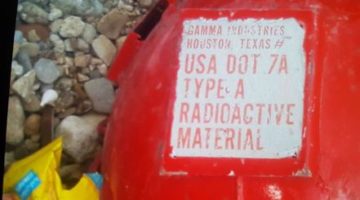 GAMMA INDUSTRIES
HOUSTON, TEXAS #
USA DOT 7A
TYPE A
RADIOACTIVE
MATERIAL